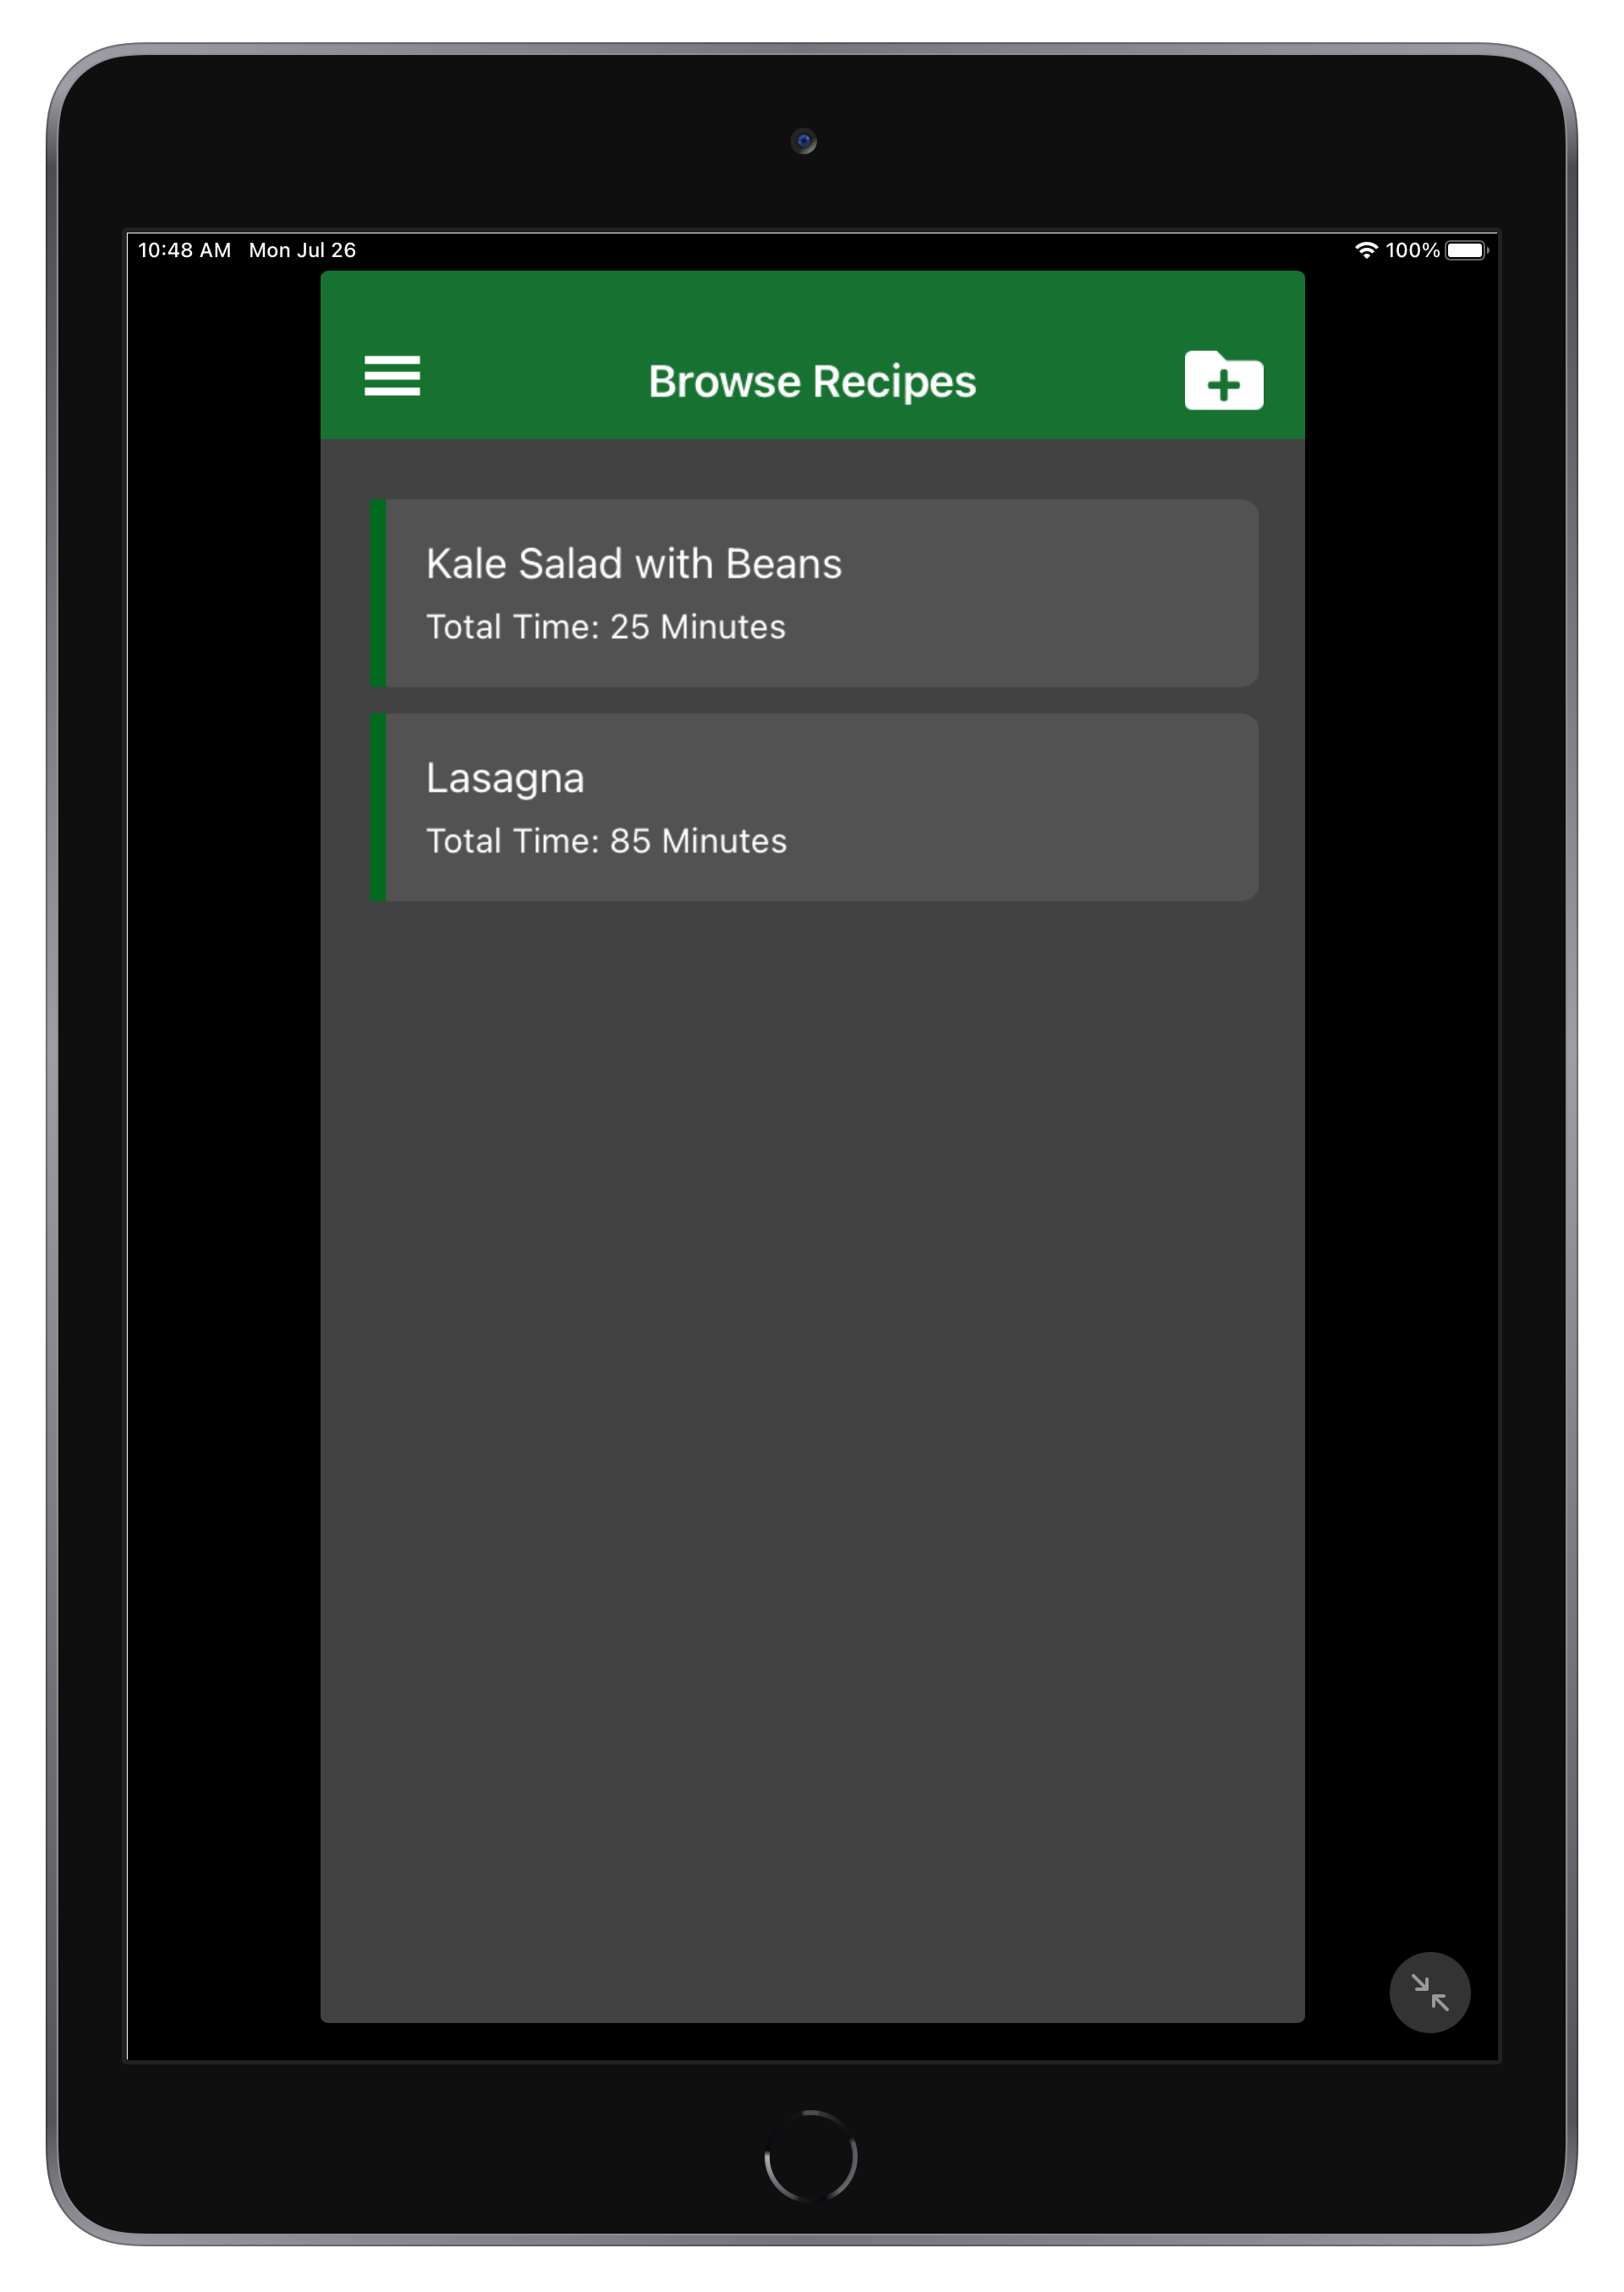 10:48 AM Mon Jul 26 100%
Browse Recipes
Kale Salad with Beans
Total Time: 25 Minutes
Lasagna
Total Time: 85 Minutes